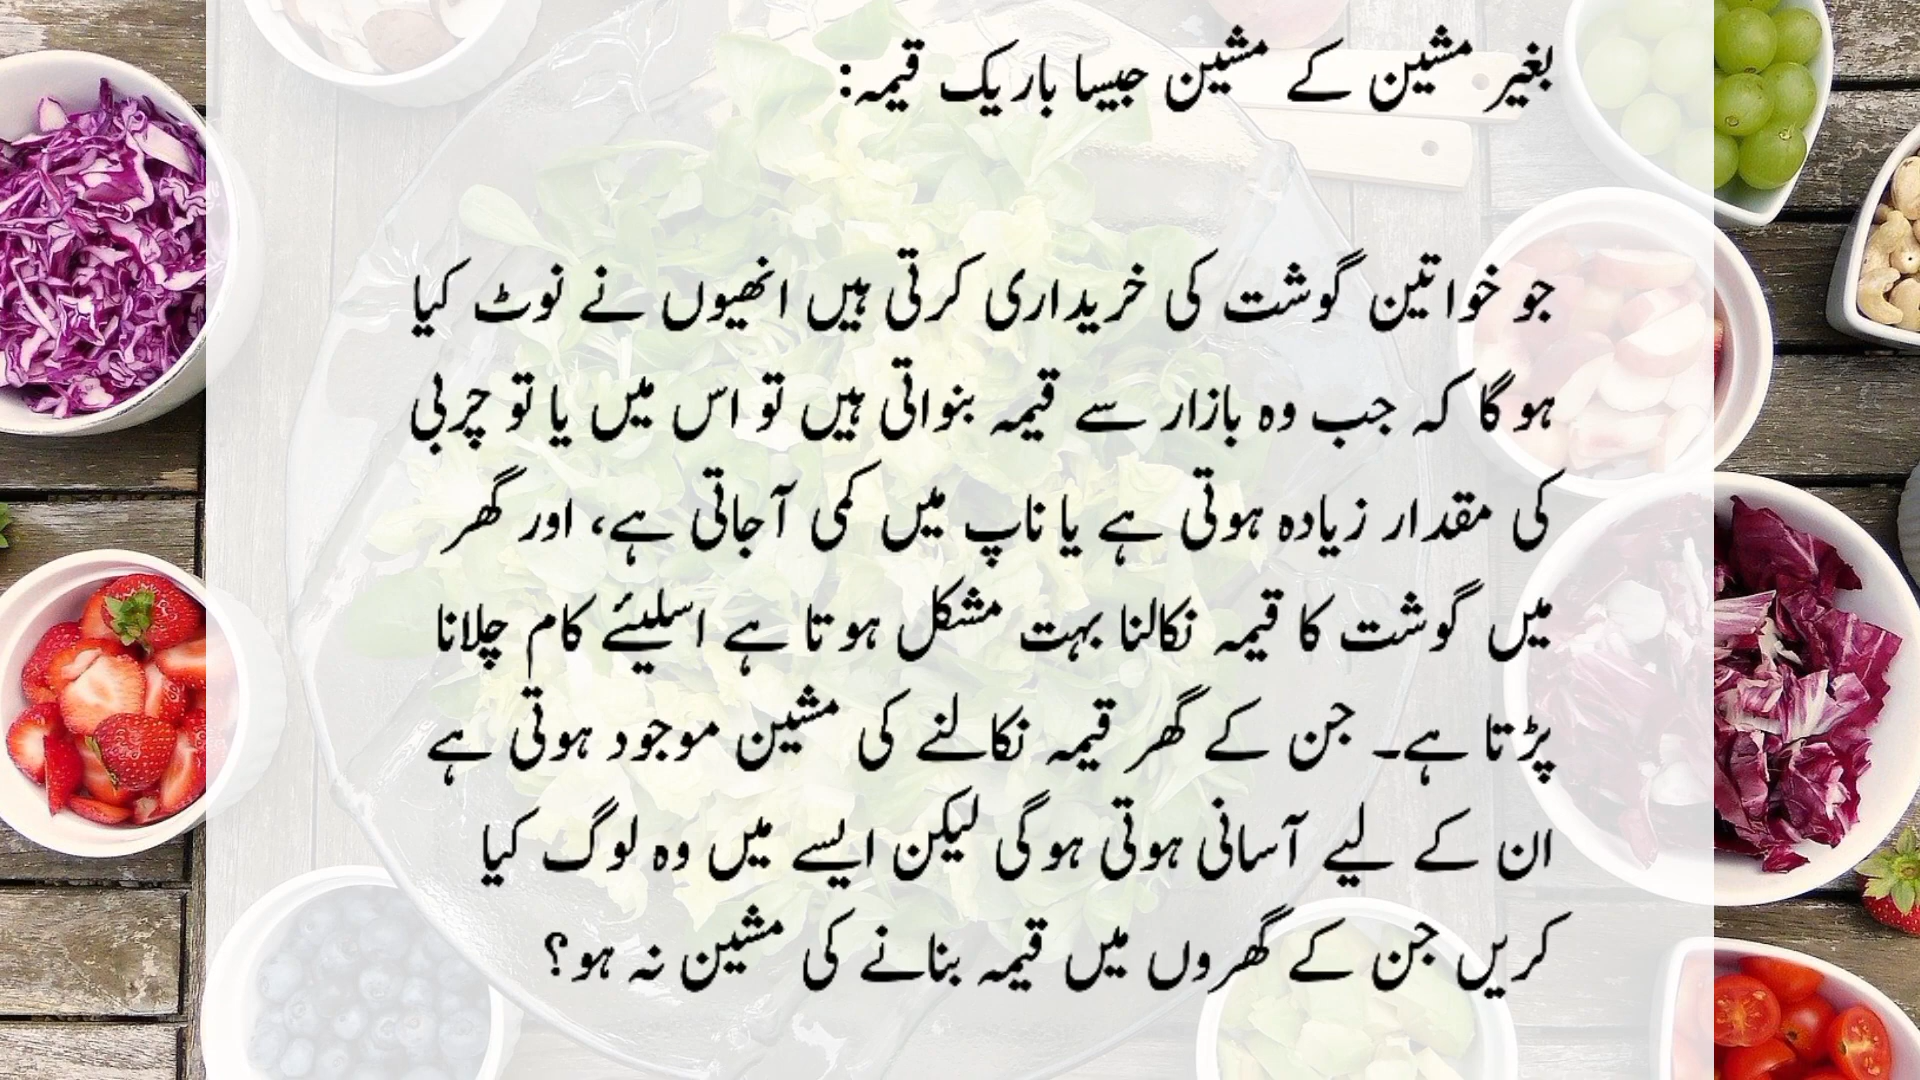 بغیر مشین کے مشین جیسا باریک قیمہ:
جو خواتین گوشت کی خریداری کرتی ہیں انھیوں نے نوٹ کیا
ہو گا کہ جب وہ بازار سے قیمہ بنواتی ہیں تو اس میں یا تو چربی
کی مقدار زیادہ ہوتی ہے یا ناپ میں کمی آجاتی ہے، اور گھر
میں گوشت کا قیمہ نکالنا بہت مشکل ہوتا ہے اسلیئے کام چلانا
پڑتا ہے۔ جن کے گھر قیمہ نکالنے کی مشین موجود ہوتی ہے
ان کے لیے آسانی ہوتی ہوگی لیکن ایسے میں وہ لوگ کیا
کریں جن کے گھروں میں قیمہ بنانے کی مشین نہ ہو؟